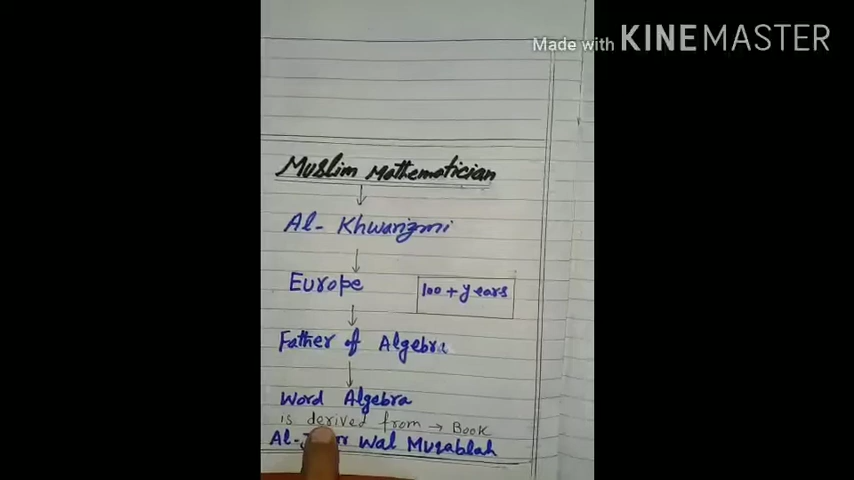 Made with KINEMASTER
Muslim Mathematician
Al- Khwarizmi
Europe 100 + years
Father of Algebra
Word Algebra
is derived from → Book
Al- Wal Muqablah